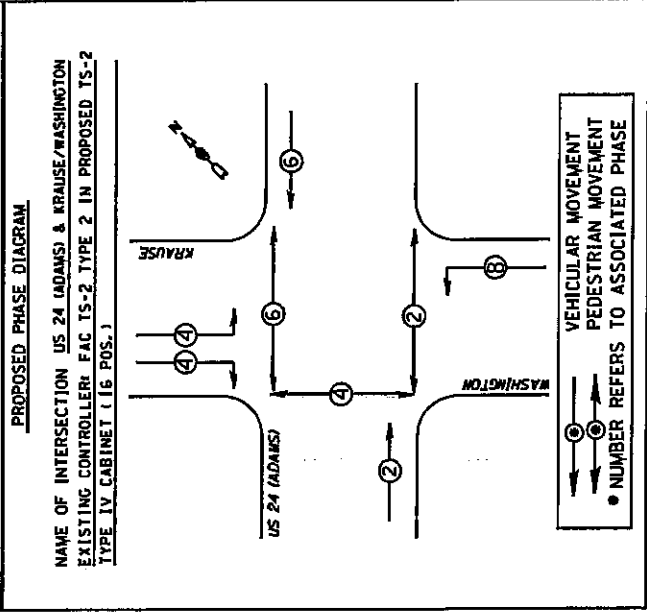 PROPOSED PHASE DIAGRAM
NAME OF INTERSECTION US 24 (ADAMS) & KRAUSE/WASHINGTON
EXISTING CONTROLLER: FAC TS-2 TYPE 2 IN PROPOSED TS-2
TYPE IV CABINET (16 POS.)
N
KRAUSE
4
4
6
6
4
2
8
2
US 24 (ADAMS)
WASHINGTON
VEHICULAR MOVEMENT
PEDESTRIAN MOVEMENT
* NUMBER REFERS TO ASSOCIATED PHASE